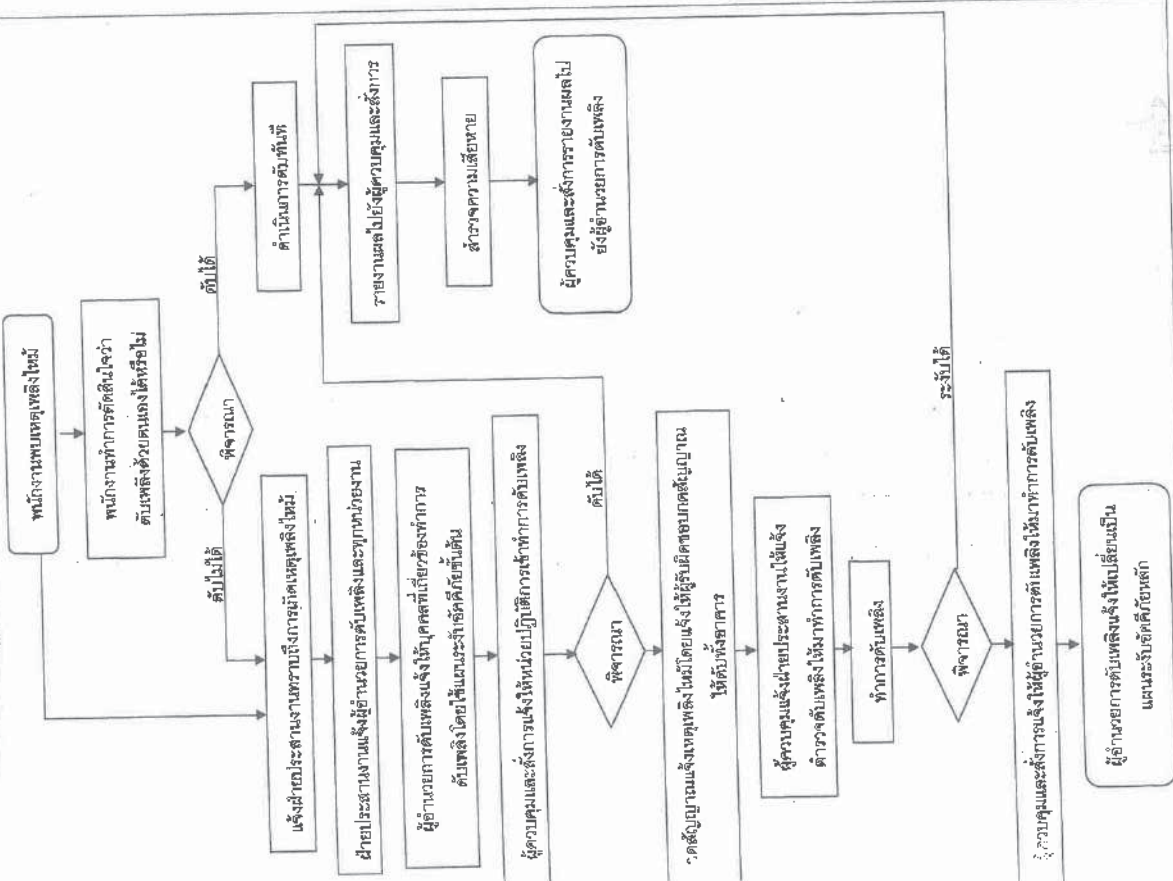 พนักงานพบเหตุเพลิงไหม้
พนักงานทำการตัดสินใจว่า
ดับเพลิงด้วยตนเองได้หรือไม่
พิจารณา
ดับไม่ได้
ดับได้
แจ้งฝ่ายประสานงานทราบถึงการเกิดเหตุเพลิงไหม้
ฝ่ายประสานงานแจ้งผู้อำนวยการดับเพลิงและทุกหน่วยงาน
ผู้อำนวยการดับเพลิงแจ้งให้บุคคลที่เกี่ยวข้องทำการ
ดับเพลิงโดยใช้แผนระงับอัคคีภัยขั้นต้น
ผู้ควบคุมและสั่งการแจ้งให้หน่วยปฏิบัติการเข้าทำการดับเพลิง
พิจารณา
ดับได้
กดสัญญาณแจ้งเหตุเพลิงไหม้โดยแจ้งให้ผู้รับผิดชอบกดสัญญาณ
ให้ดับทั้งอาคาร
ผู้ควบคุมแจ้งฝ่ายประสานงานให้แจ้ง
ตำรวจดับเพลิงให้มาทำการดับเพลิง
ทำการดับเพลิง
พิจารณา
ระงับได้
ผู้ควบคุมและสั่งการแจ้งให้ผู้อำนวยการดับเพลิงให้มาทำการดับเพลิง
ผู้อำนวยการดับเพลิงแจ้งให้เปลี่ยนเป็น
แผนระงับอัคคีภัยหลัก
ดำเนินการดับทันที
รายงานผลไปยังผู้ควบคุมและสั่งการ
สำรวจความเสียหาย
ผู้ควบคุมและสั่งการรายงานผลไป
ยังผู้อำนวยการดับเพลิง